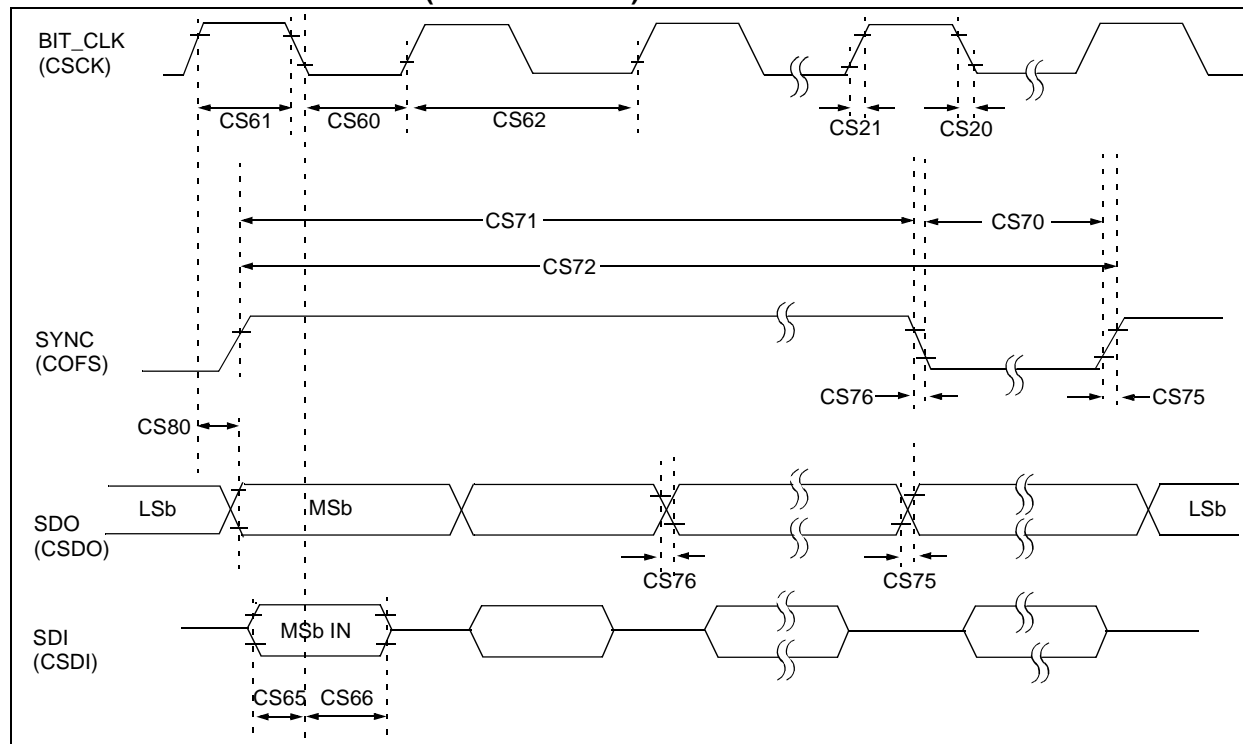 BIT_CLK
(CSCK)
CS61
CS60
CS62
CS21
CS20
CS71
CS70
CS72
SYNC
(COFS)
CS76
CS75
CS80
LSb
MSb
LSb
SDO
(CSDO)
CS76
CS75
MSb IN
SDI
(CSDI)
CS65
CS66